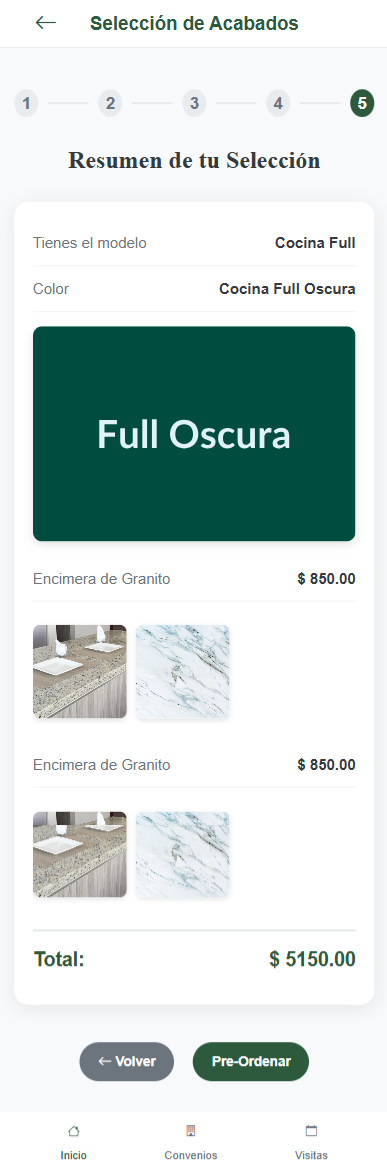 Selección de Acabados
1 2 3 4 5
Resumen de tu Selección
Tienes el modelo Cocina Full
Color Cocina Full Oscura
Full Oscura
Encimera de Granito $ 850.00
Encimera de Granito $ 850.00
Total: $ 5150.00
← Volver Pre-Ordenar
Inicio Convenios Visitas